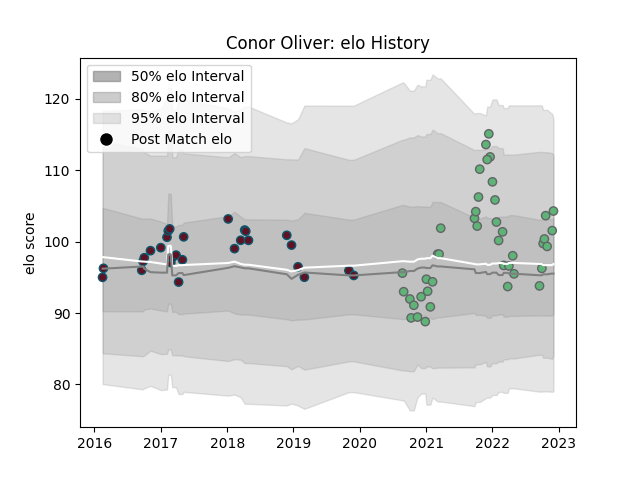 Conor Oliver: elo History
50% elo Interval
80% elo Interval
95% elo Interval
Post Match elo
elo score
120
110
100
90
80
2016 2017 2018 2019 2020 2021 2022 2023